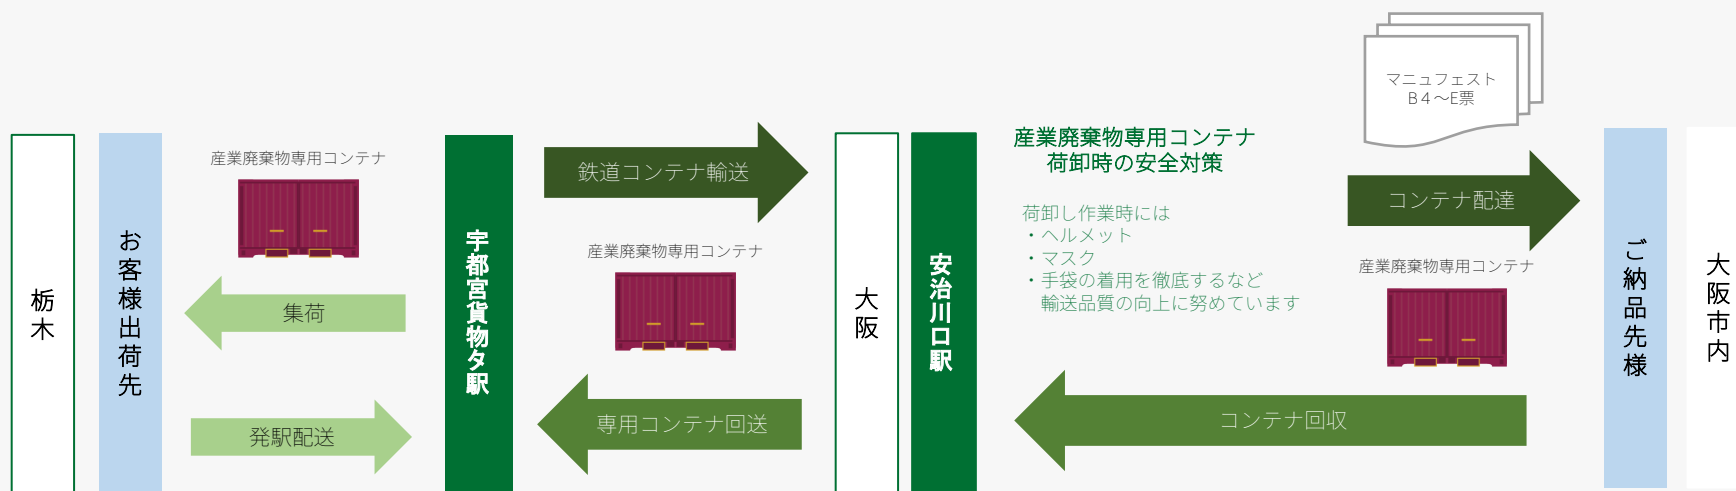 栃木
お客様出荷先
産業廃棄物専用コンテナ
集荷
発駅配送
宇都宮貨物タ駅
鉄道コンテナ輸送
産業廃棄物専用コンテナ
専用コンテナ回送
大阪
安治川口駅
産業廃棄物専用コンテナ
荷卸時の安全対策
荷卸し作業時には
・ヘルメット
・マスク
・手袋の着用を徹底するなど
輸送品質の向上に努めています
マニュフェスト
B4～E票
コンテナ配達
産業廃棄物専用コンテナ
コンテナ回収
ご納品先様
大阪市内